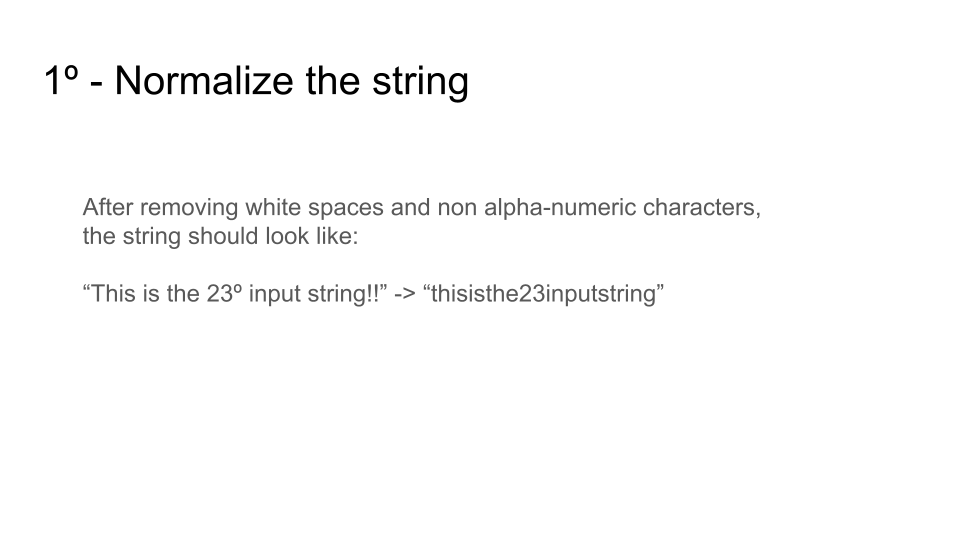 1º - Normalize the string
After removing white spaces and non alpha-numeric characters,
the string should look like:
“This is the 23º input string!!” -> “thisisthe23inputstring”